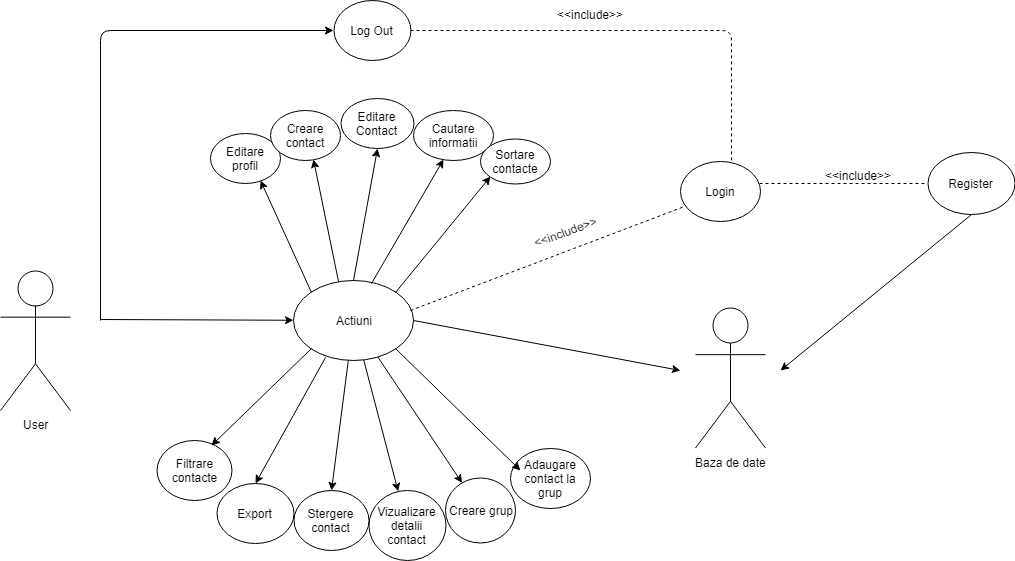 <<include>>
Log Out
Editare
Contact
Creare
contact
Cautare
informatii
Editare
profil
Sortare
contacte
<<include>>
Register
Login
<<include>>
Actiuni
User
Baza de date
Filtrare
contacte
Adaugare
contact la
grup
Export
Stergere
contact
Vizualizare
detalii
contact
Creare grup